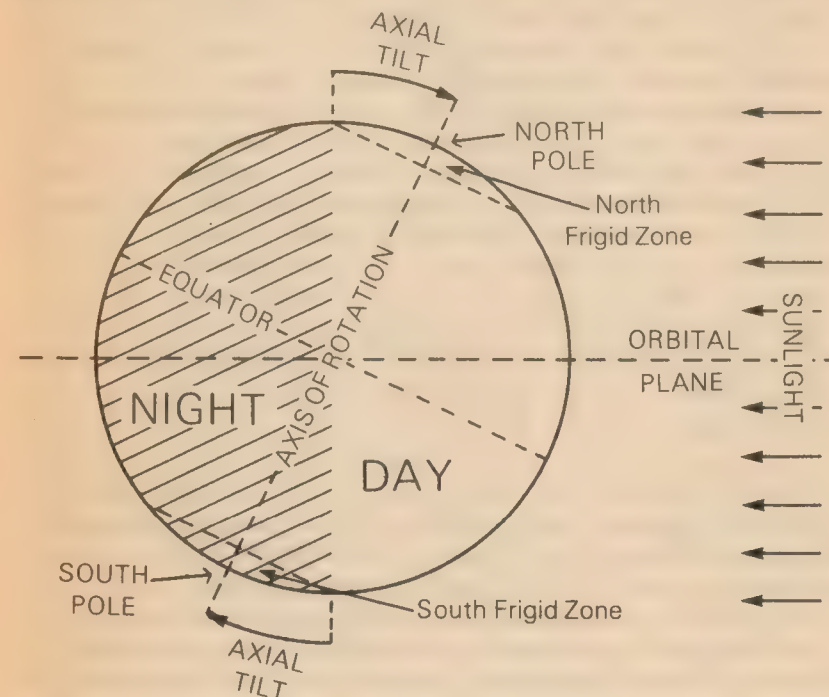 AXIAL
TILT
NORTH
POLE
North
Frigid Zone
EQUATOR
AXIS OF ROTATION
ORBITAL
PLANE
SUNLIGHT
NIGHT
DAY
SOUTH
POLE
South Frigid Zone
AXIAL
TILT